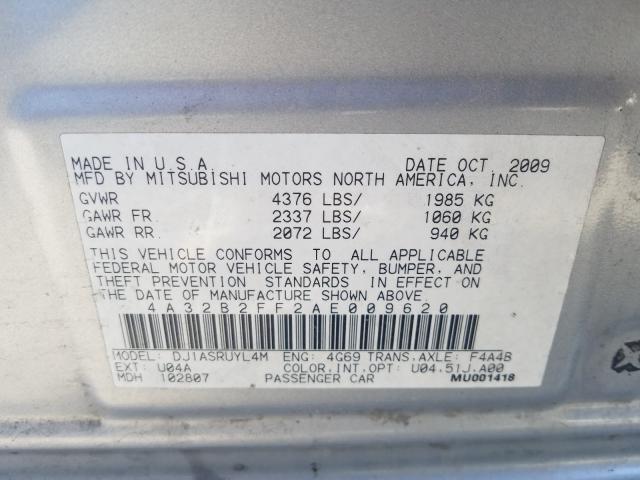 MADE IN U.S.A. DATE OCT. 2009
MFD BY MITSUBISHI MOTORS NORTH AMERICA, INC.
GVWR 4376 LBS/ 1985 KG
GAWR FR. 2337 LBS/ 1060 KG
GAWR RR. 2072 LBS/ 940 KG
THIS VEHICLE CONFORMS TO ALL APPLICABLE
FEDERAL MOTOR VEHICLE SAFETY, BUMPER, AND
THEFT PREVENTION STANDARDS IN EFFECT ON
THE DATE OF MANUFACTURE SHOWN ABOVE.
4A32B2FF2AE009620
MODEL: DJ1ASRUYL4M ENG: 4G69 TRANS.AXLE: F4A4B
EXT: U04A COLOR.INT.OPT: U04.51J.A00
MDH 102807 PASSENGER CAR MU001418